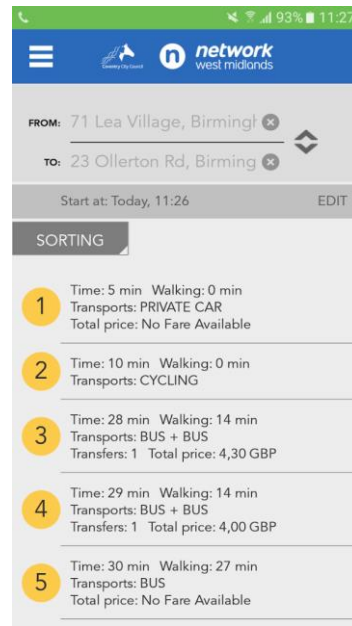 93% 11:27
Coventry City Council
n network
west midlands
FROM: 71 Lea Village, Birmingh
TO: 23 Ollerton Rd, Birming
Start at: Today, 11:26 EDIT
SORTING
1
Time: 5 min Walking: 0 min
Transports: PRIVATE CAR
Total price: No Fare Available
2
Time: 10 min Walking: 0 min
Transports: CYCLING
3
Time: 28 min Walking: 14 min
Transports: BUS + BUS
Transfers: 1 Total price: 4,30 GBP
4
Time: 29 min Walking: 14 min
Transports: BUS + BUS
Transfers: 1 Total price: 4,00 GBP
5
Time: 30 min Walking: 27 min
Transports: BUS
Total price: No Fare Available